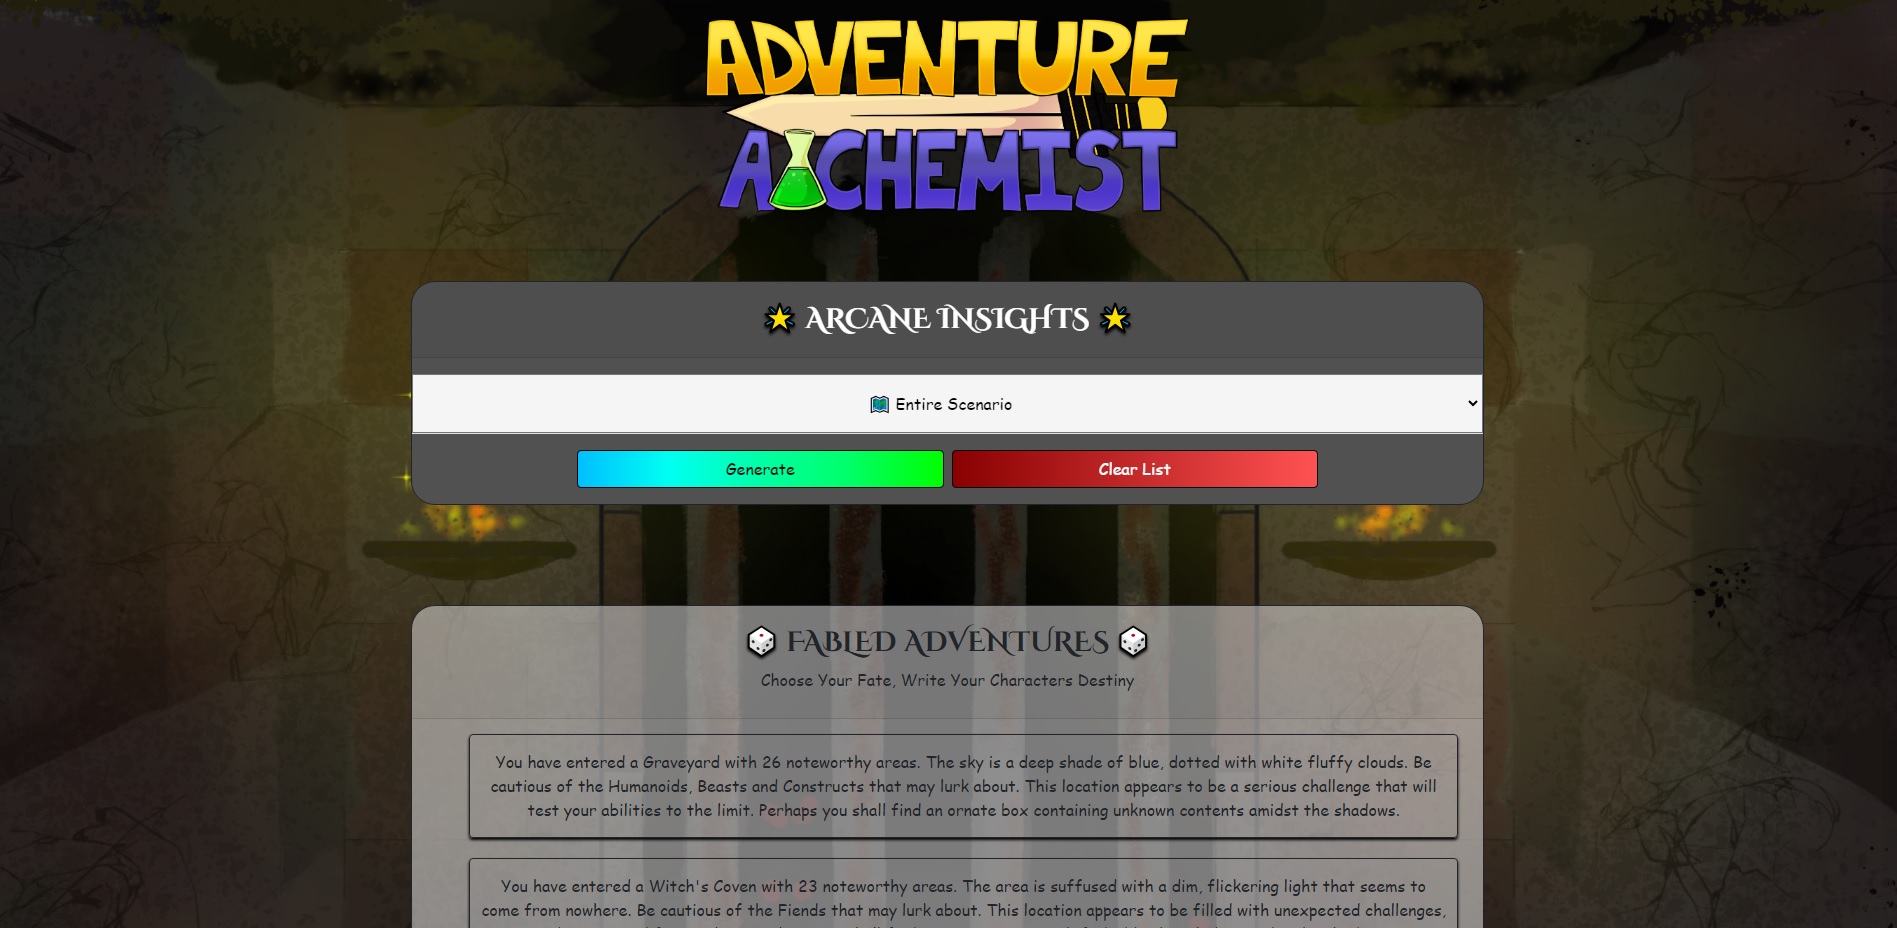 ADVENTURE
ALCHEMIST
ARCANE INSIGHTS
Entire Scenario
Generate
Clear List
FABLED ADVENTURES
Choose Your Fate, Write Your Characters Destiny
You have entered a Graveyard with 26 noteworthy areas. The sky is a deep shade of blue, dotted with white fluffy clouds. Be
cautious of the Humanoids, Beasts and Constructs that may lurk about. This location appears to be a serious challenge that will
test your abilities to the limit. Perhaps you shall find an ornate box containing unknown contents amidst the shadows.
You have entered a Witch's Coven with 23 noteworthy areas. The area is suffused with a dim, flickering light that seems to
come from nowhere. Be cautious of the Fiends that may lurk about. This location appears to be filled with unexpected challenges,